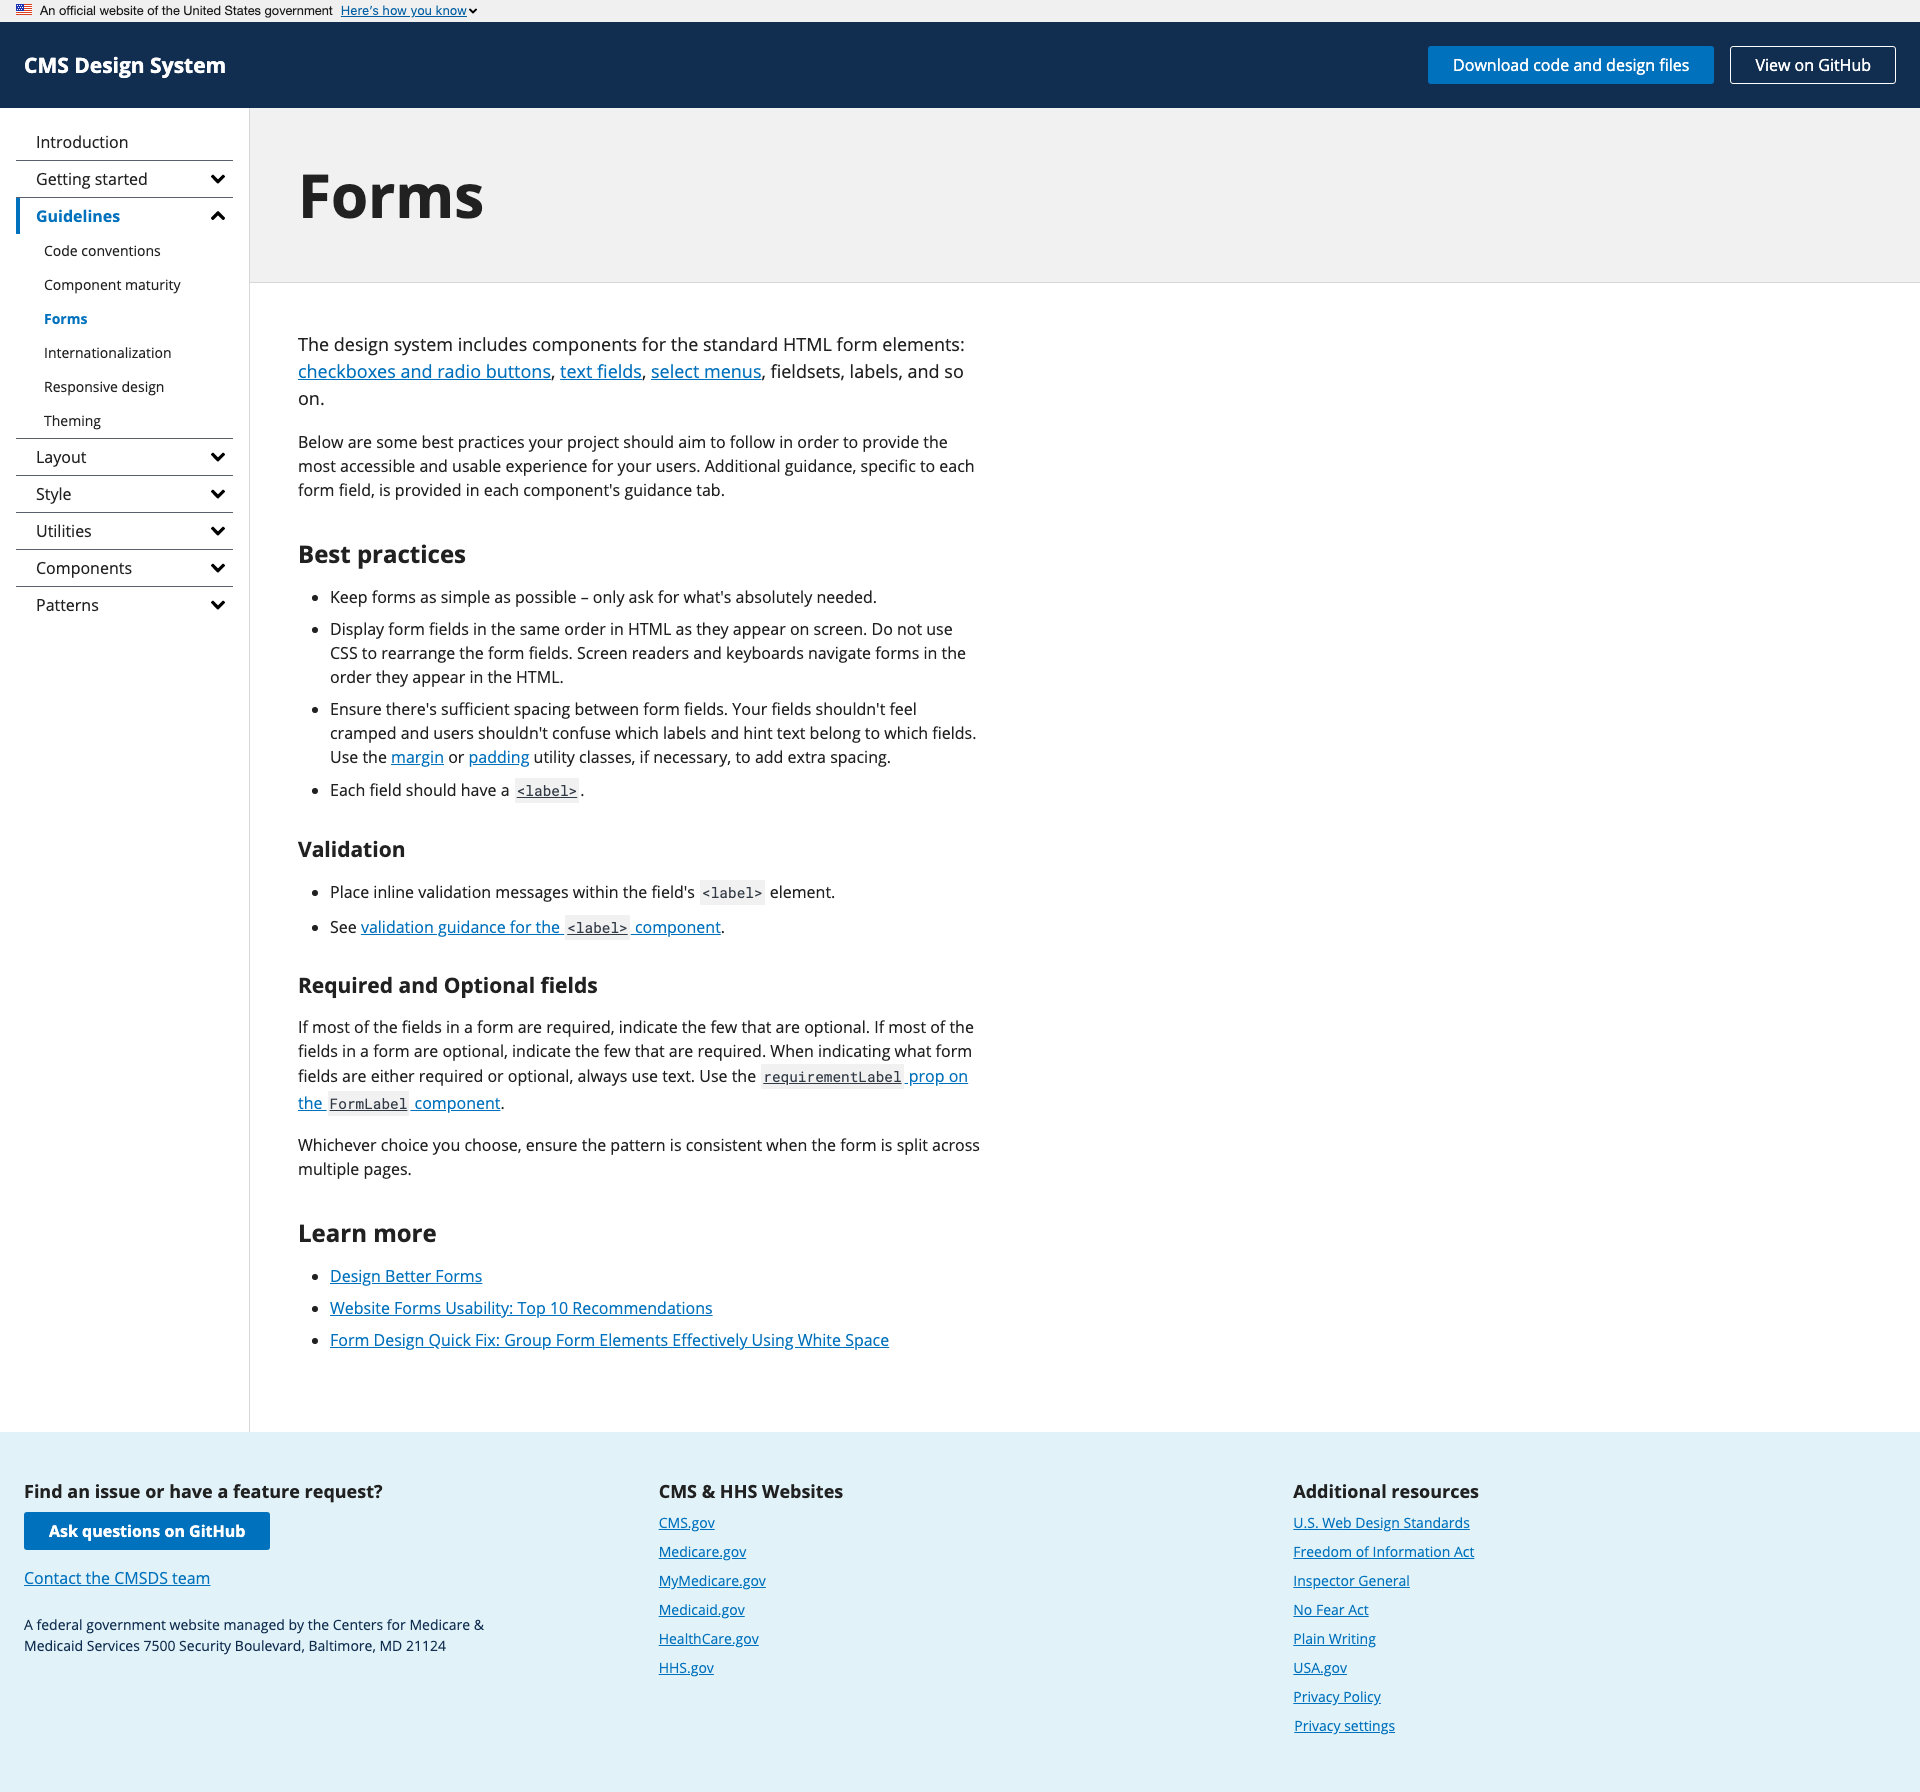 An official website of the United States government Here's how you know
CMS Design System
Download code and design files
View on GitHub
Introduction
Getting started
Guidelines
Code conventions
Component maturity
Forms
Internationalization
Responsive design
Theming
Layout
Style
Utilities
Components
Patterns
Forms
The design system includes components for the standard HTML form elements:
checkboxes and radio buttons, text fields, select menus, fieldsets, labels, and so
on.
Below are some best practices your project should aim to follow in order to provide the
most accessible and usable experience for your users. Additional guidance, specific to each
form field, is provided in each component's guidance tab.
Best practices
Keep forms as simple as possible – only ask for what's absolutely needed.
Display form fields in the same order in HTML as they appear on screen. Do not use
CSS to rearrange the form fields. Screen readers and keyboards navigate forms in the
order they appear in the HTML.
Ensure there's sufficient spacing between form fields. Your fields shouldn't feel
cramped and users shouldn't confuse which labels and hint text belong to which fields.
Use the margin or padding utility classes, if necessary, to add extra spacing.
Each field should have a <label>.
Validation
Place inline validation messages within the field's <label> element.
See validation guidance for the <label> component.
Required and Optional fields
If most of the fields in a form are required, indicate the few that are optional. If most of the
fields in a form are optional, indicate the few that are required. When indicating what form
fields are either required or optional, always use text. Use the requirementLabel prop on
the FormLabel component.
Whichever choice you choose, ensure the pattern is consistent when the form is split across
multiple pages.
Learn more
Design Better Forms
Website Forms Usability: Top 10 Recommendations
Form Design Quick Fix: Group Form Elements Effectively Using White Space
Find an issue or have a feature request?
Ask questions on GitHub
Contact the CMSDS team
A federal government website managed by the Centers for Medicare &
Medicaid Services 7500 Security Boulevard, Baltimore, MD 21124
CMS & HHS Websites
CMS.gov
Medicare.gov
MyMedicare.gov
Medicaid.gov
HealthCare.gov
HHS.gov
Additional resources
U.S. Web Design Standards
Freedom of Information Act
Inspector General
No Fear Act
Plain Writing
USA.gov
Privacy Policy
Privacy settings